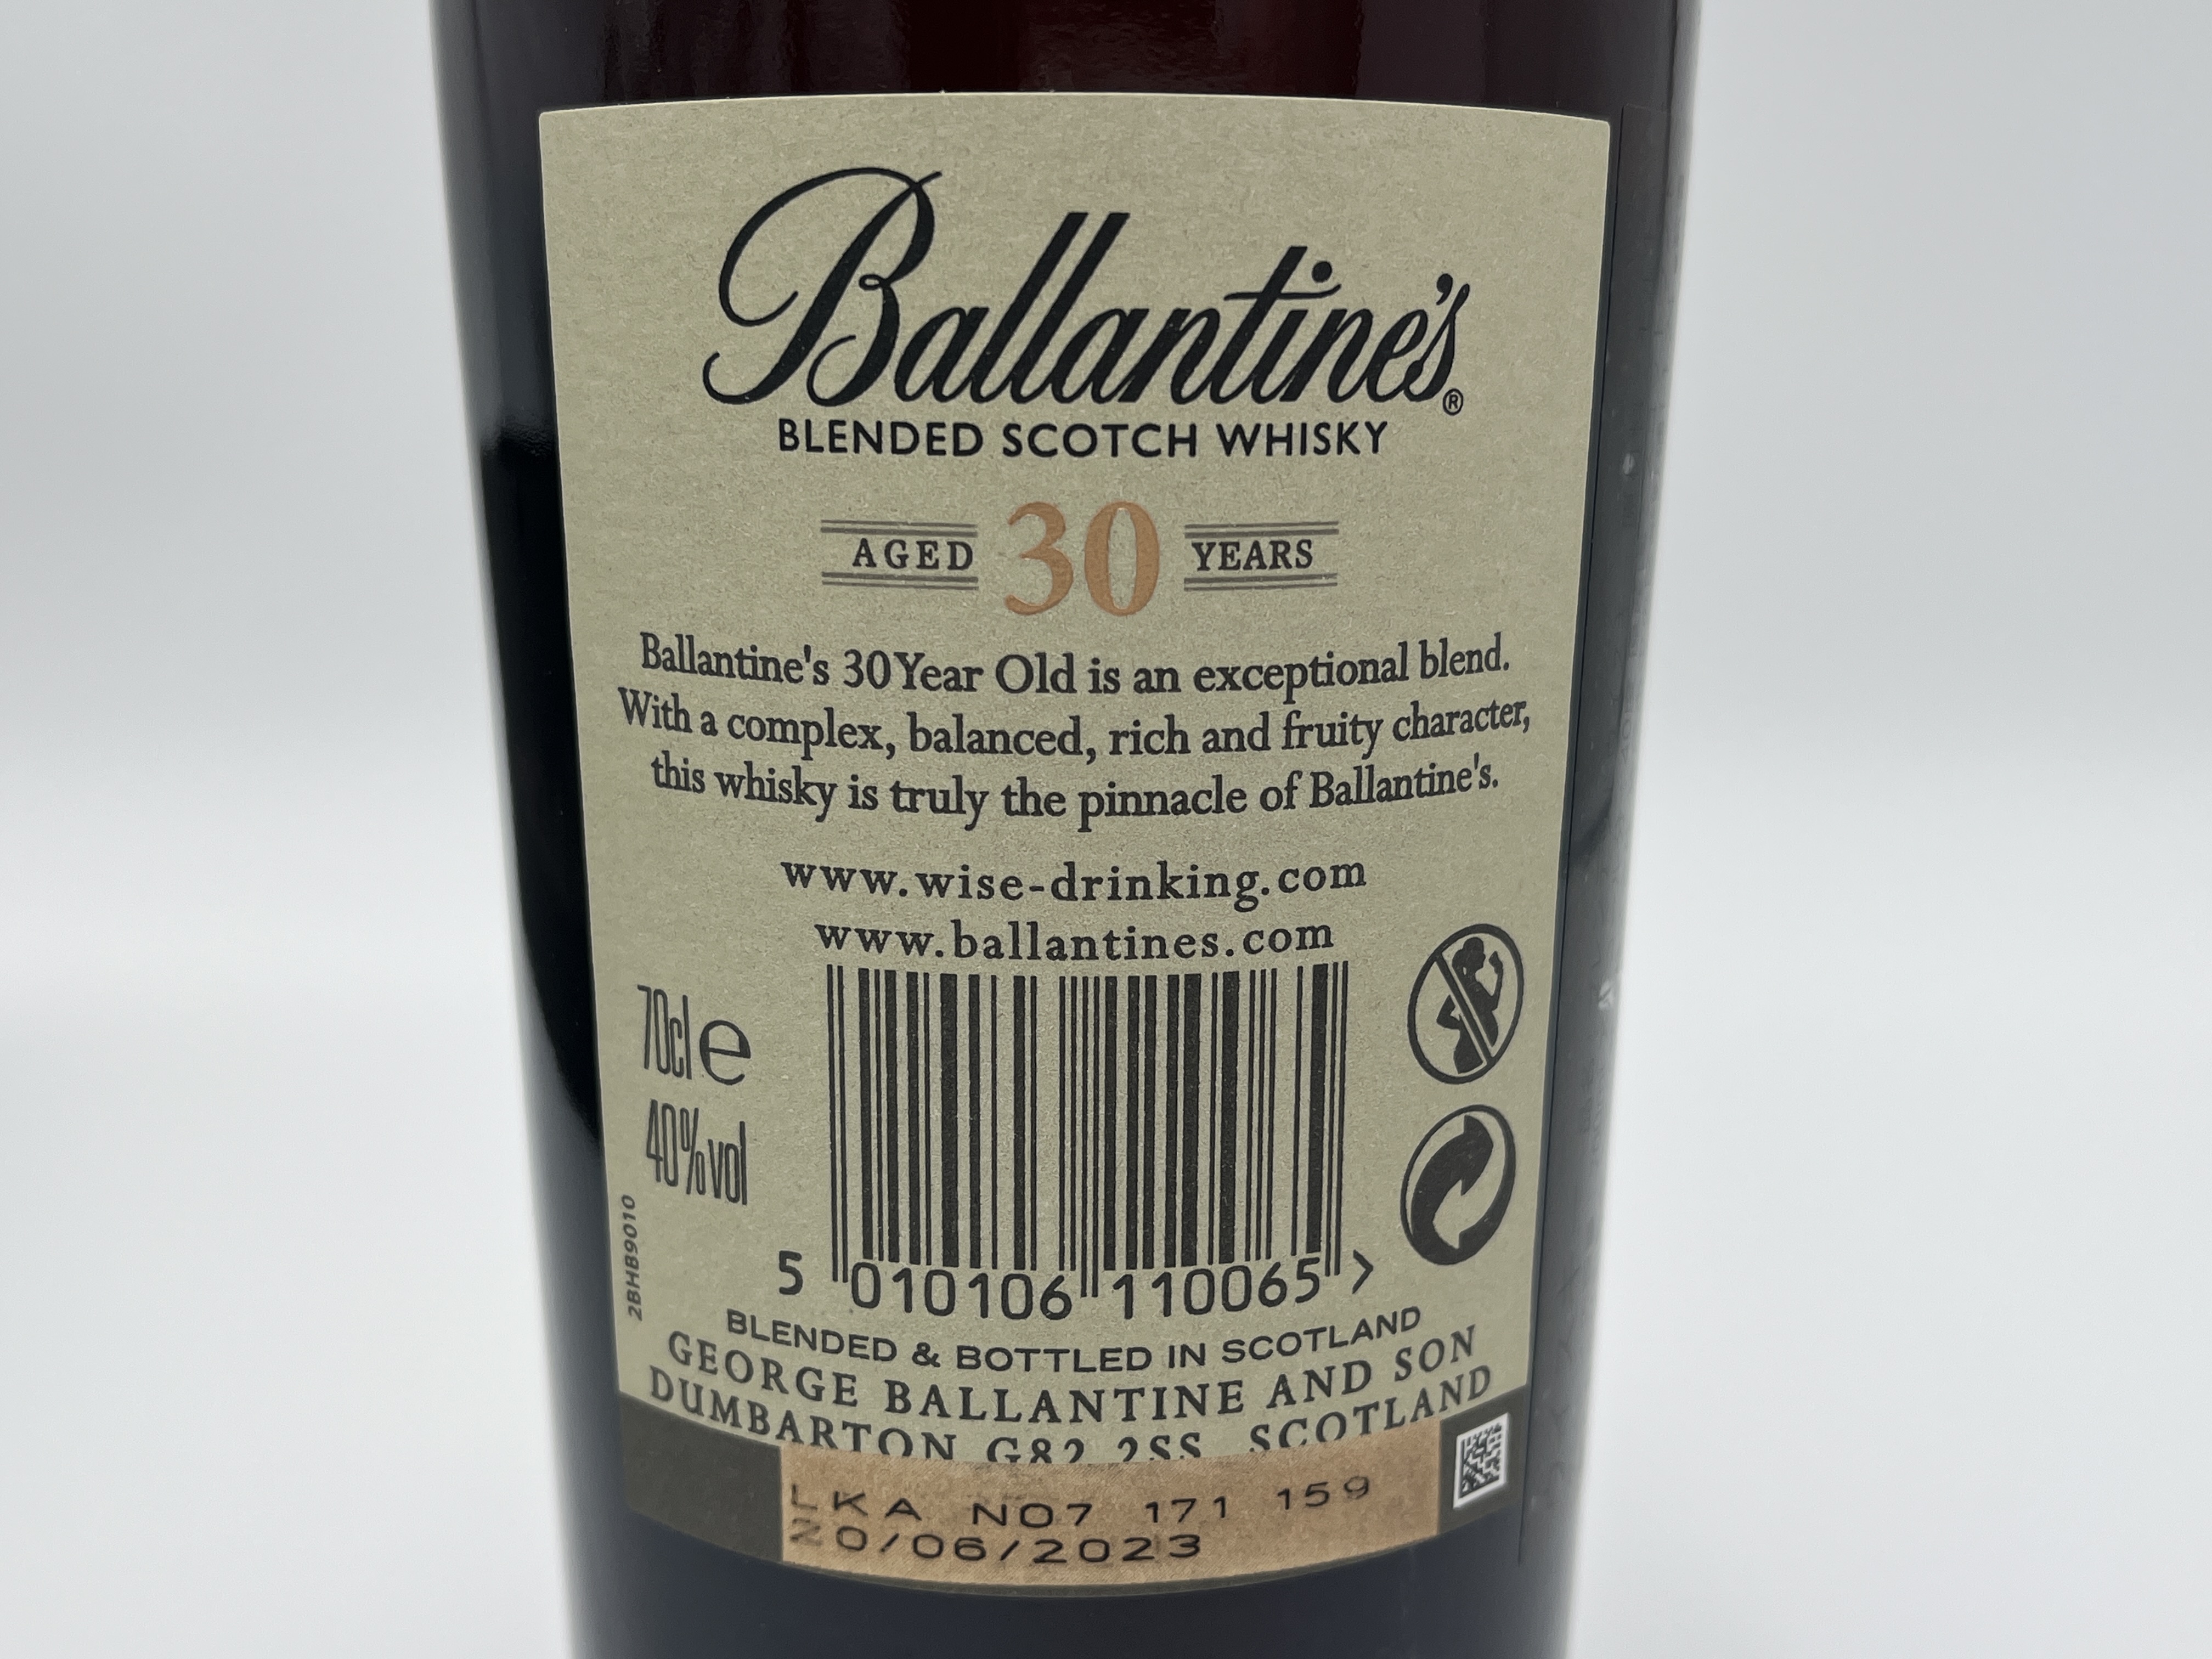 Ballantine's®
BLENDED SCOTCH WHISKY
AGED 30 YEARS
Ballantine's 30 Year Old is an exceptional blend.
With a complex, balanced, rich and fruity character,
this whisky is truly the pinnacle of Ballantine's.
www.wise-drinking.com
www.ballantines.com
70cl e
40%vol
2BHB9010
5 010106 110065 >
BLENDED & BOTTLED IN SCOTLAND
GEORGE BALLANTINE AND SON
DUMBARTON G82 2SS SCOTLAND
LKA NO7 171 159
20/06/2023